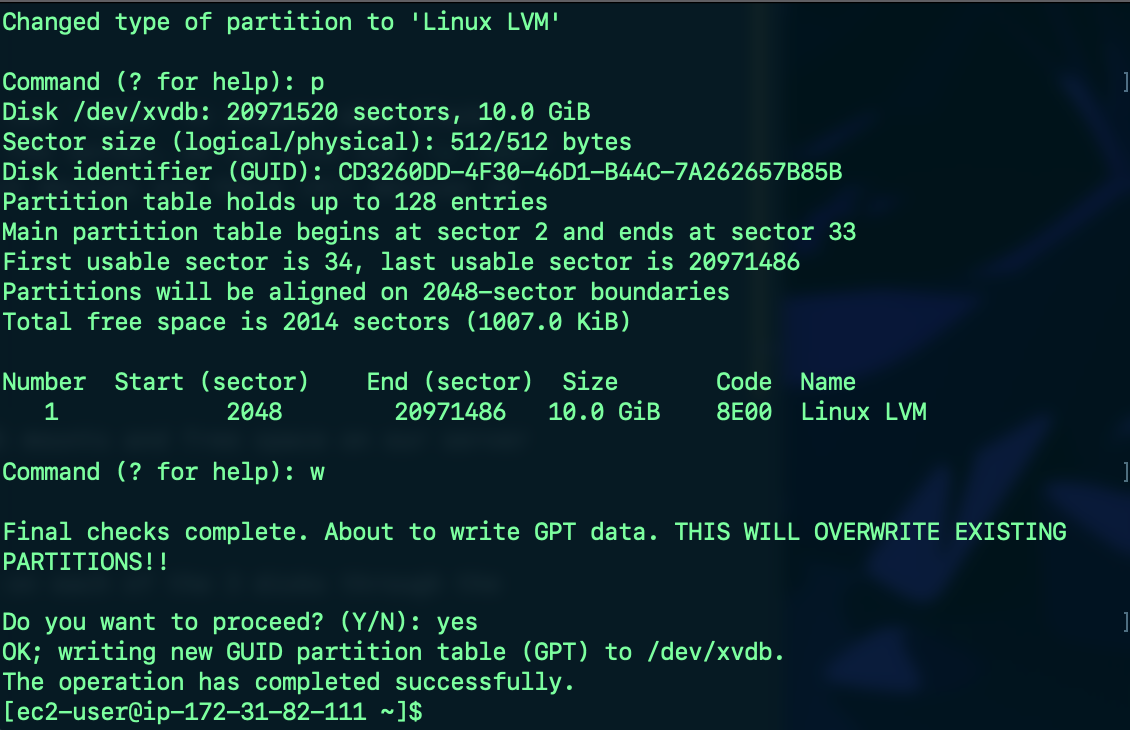 Changed type of partition to 'Linux LVM'
Command (? for help): p
Disk /dev/xvdb: 20971520 sectors, 10.0 GiB
Sector size (logical/physical): 512/512 bytes
Disk identifier (GUID): CD3260DD-4F30-46D1-B44C-7A262657B85B
Partition table holds up to 128 entries
Main partition table begins at sector 2 and ends at sector 33
First usable sector is 34, last usable sector is 20971486
Partitions will be aligned on 2048-sector boundaries
Total free space is 2014 sectors (1007.0 KiB)
Number  Start (sector)    End (sector)  Size       Code  Name
   1            2048        20971486   10.0 GiB    8E00  Linux LVM
Command (? for help): w
Final checks complete. About to write GPT data. THIS WILL OVERWRITE EXISTING
PARTITIONS!!
Do you want to proceed? (Y/N): yes
OK; writing new GUID partition table (GPT) to /dev/xvdb.
The operation has completed successfully.
[ec2-user@ip-172-31-82-111 ~]$